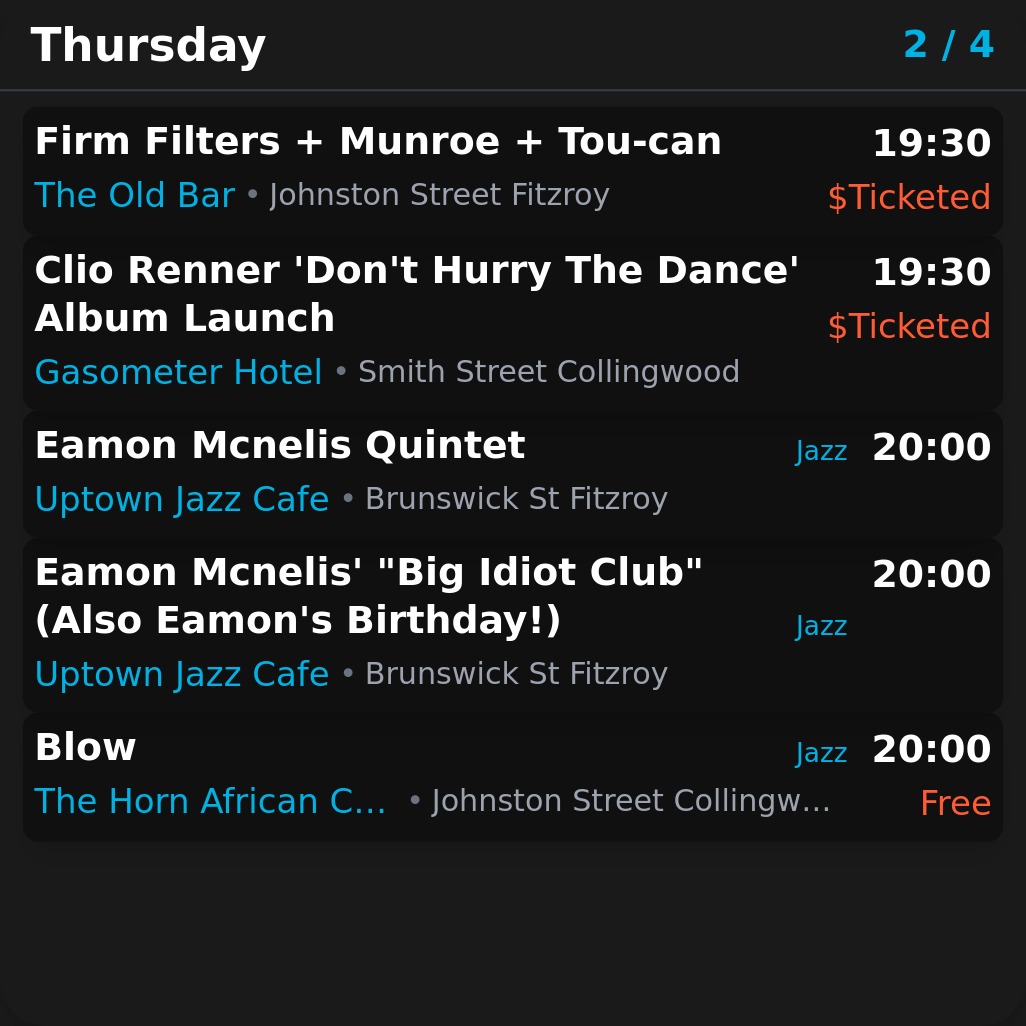 Thursday 2 / 4
Firm Filters + Munroe + Tou-can 19:30
The Old Bar • Johnston Street Fitzroy $Ticketed
Clio Renner 'Don't Hurry The Dance' 19:30
Album Launch $Ticketed
Gasometer Hotel • Smith Street Collingwood
Eamon Mcnelis Quintet Jazz 20:00
Uptown Jazz Cafe • Brunswick St Fitzroy
Eamon Mcnelis' "Big Idiot Club" 20:00
(Also Eamon's Birthday!) Jazz
Uptown Jazz Cafe • Brunswick St Fitzroy
Blow Jazz 20:00
The Horn African C... • Johnston Street Collingw... Free